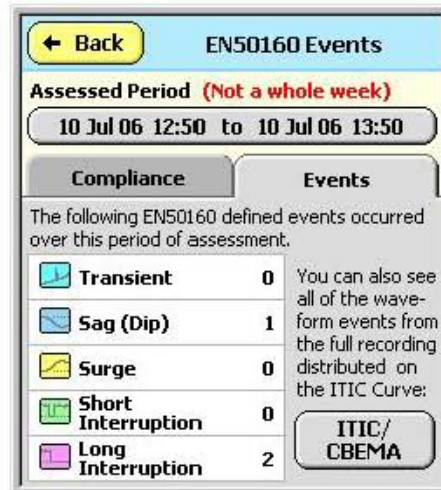 ← Back
EN50160 Events
Assessed Period (Not a whole week)
10 Jul 06 12:50 to 10 Jul 06 13:50
Compliance
Events
The following EN50160 defined events occurred
over this period of assessment.
Transient 0
Sag (Dip) 1
Surge 0
Short
Interruption 0
Long
Interruption 2
You can also see
all of the wave-
form events from
the full recording
distributed on
the ITIC Curve:
ITIC/
CBEMA